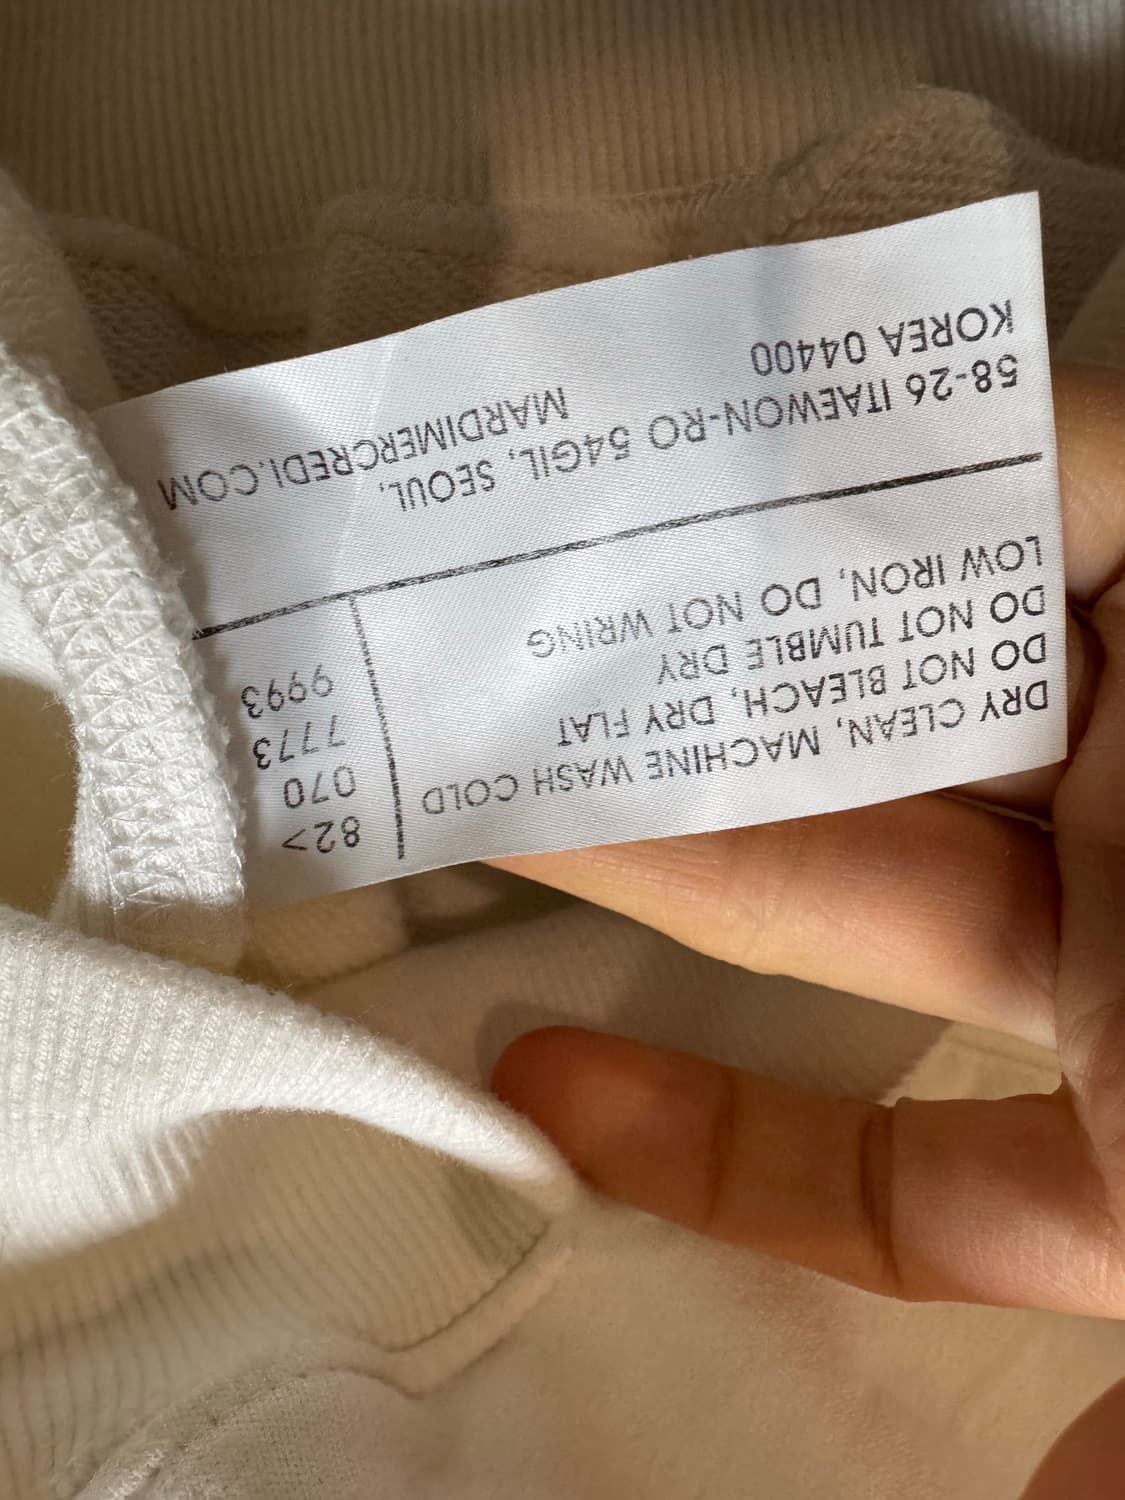 DRY CLEAN, MACHINE WASH COLD
DO NOT BLEACH, DRY FLAT
DO NOT TUMBLE DRY
LOW IRON, DO NOT WRING
82>
070
7773
9993
58-26 ITAEWON-RO 54GIL, SEOUL,
KOREA 04400
MARDIMERCREDI.COM